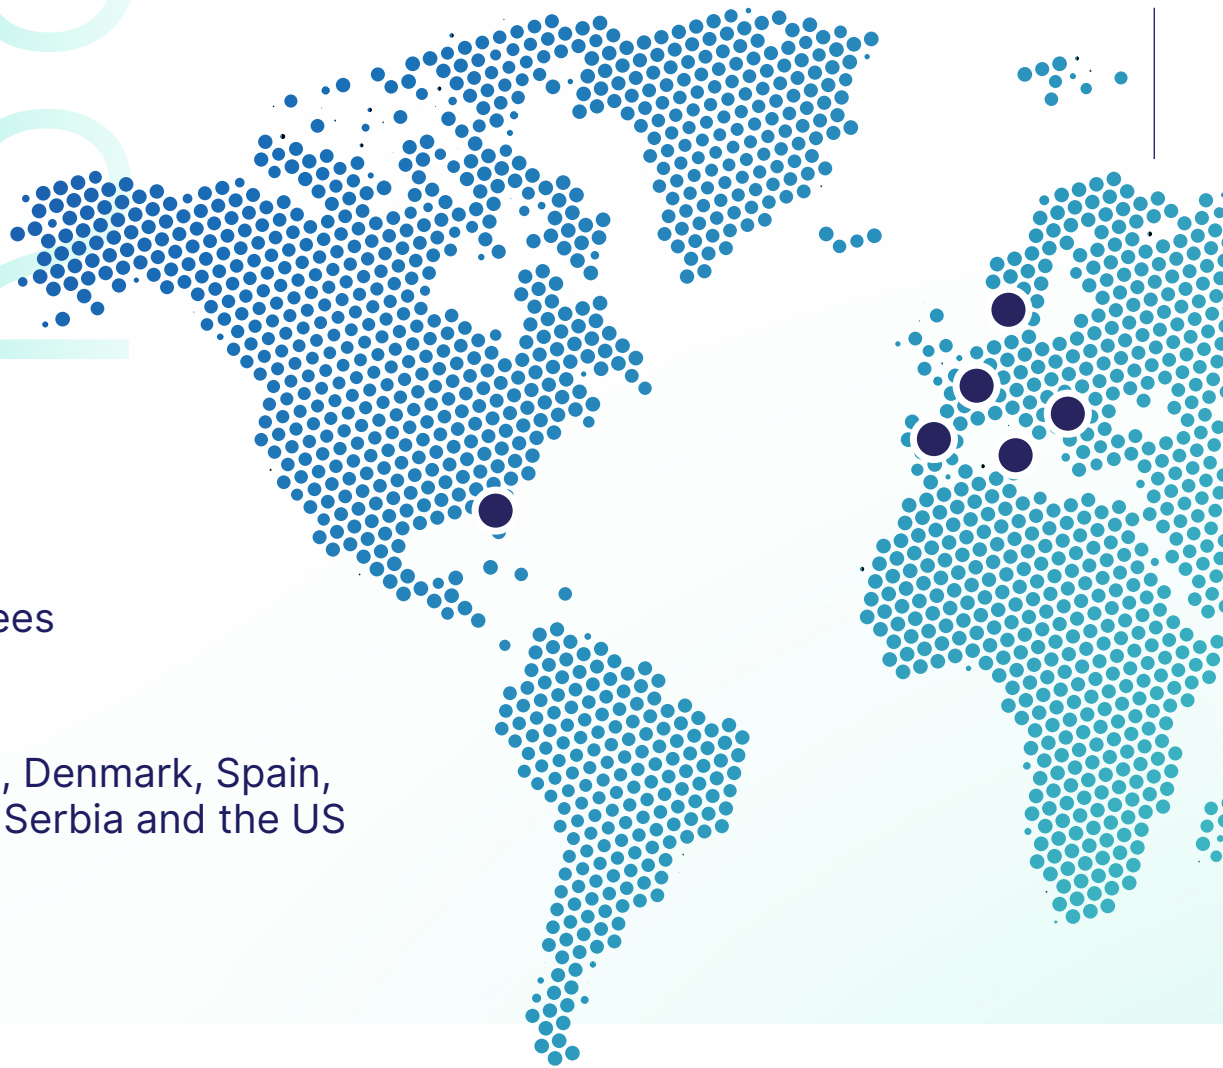 ees
, Denmark, Spain,
Serbia and the US